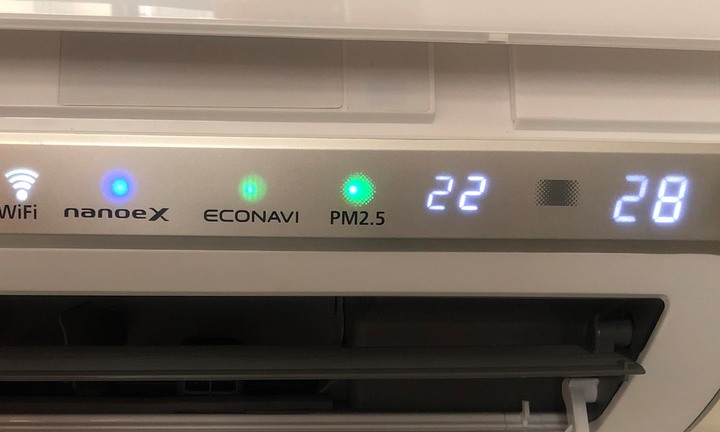 WiFi
nanoeX
ECONAVI
PM2.5
22
28